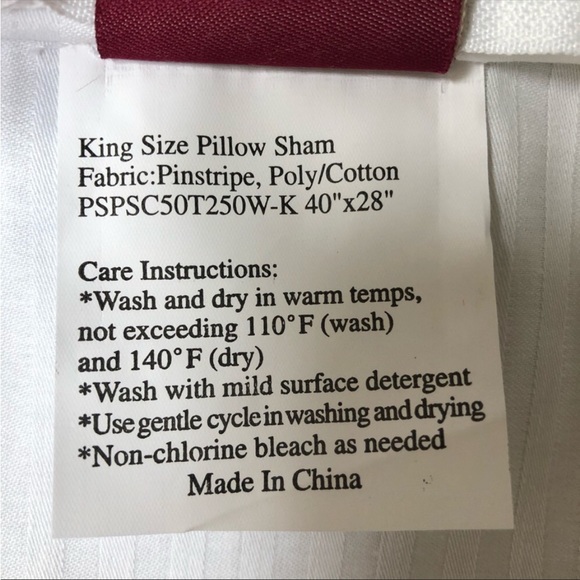 King Size Pillow Sham
Fabric:Pinstripe, Poly/Cotton
PSPSC50T250W-K 40"x28"
Care Instructions:
*Wash and dry in warm temps,
not exceeding 110°F (wash)
and 140°F (dry)
*Wash with mild surface detergent
*Use gentle cycle in washing and drying
*Non-chlorine bleach as needed
Made In China